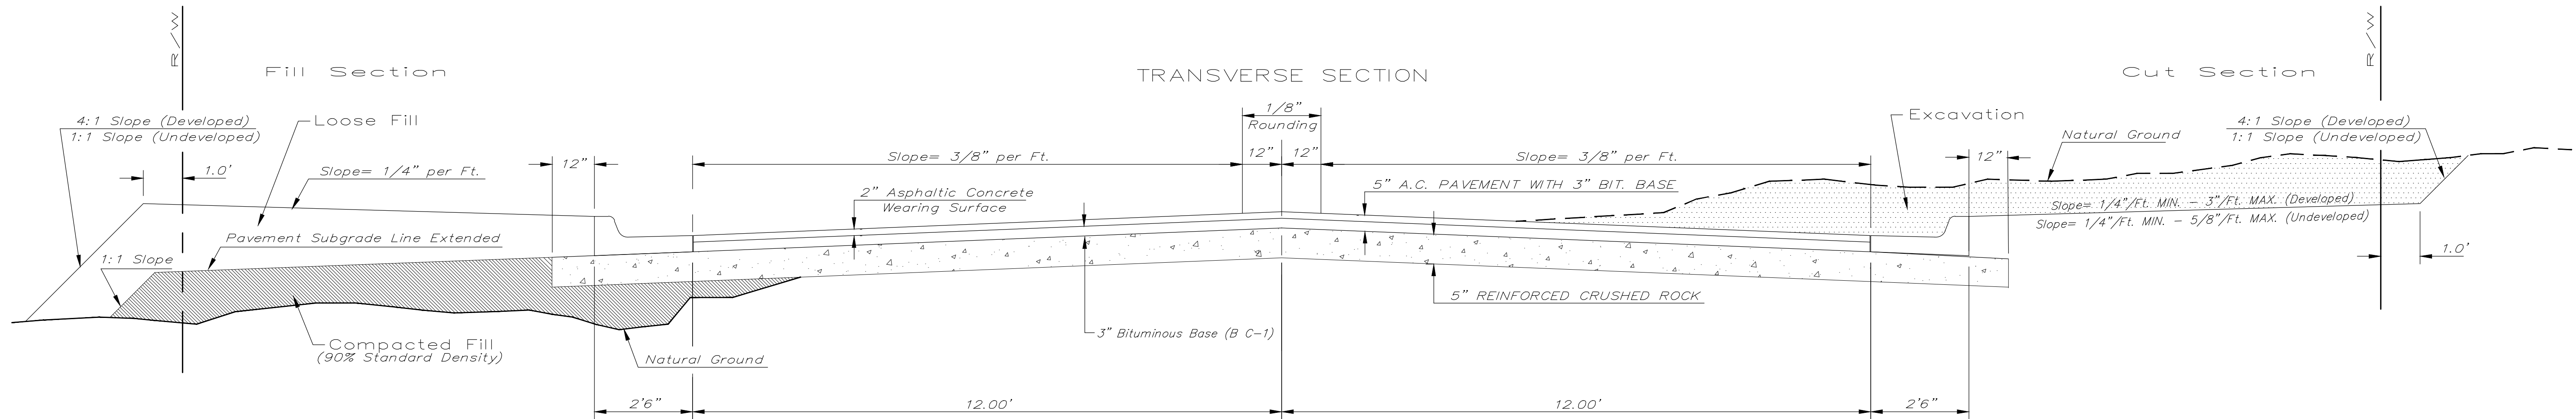 R/W
R/W
Fill Section
TRANSVERSE SECTION
Cut Section
4:1 Slope (Developed)
1:1 Slope (Undeveloped)
Loose Fill
1/8"
Rounding
Excavation
Natural Ground
4:1 Slope (Developed)
1:1 Slope (Undeveloped)
1.0'
Slope= 1/4" per Ft.
12"
Slope= 3/8" per Ft.
12"
12"
Slope= 3/8" per Ft.
12"
2" Asphaltic Concrete
Wearing Surface
5" A.C. PAVEMENT WITH 3" BIT. BASE
Slope= 1/4"/Ft. MIN. - 3"/Ft. MAX. (Developed)
Slope= 1/4"/Ft. MIN. - 5/8"/Ft. MAX. (Undeveloped)
Pavement Subgrade Line Extended
1:1 Slope
1.0'
5" REINFORCED CRUSHED ROCK
3" Bituminous Base (B C-1)
Compacted Fill
(90% Standard Density)
Natural Ground
2'6"
12.00'
12.00'
2'6"